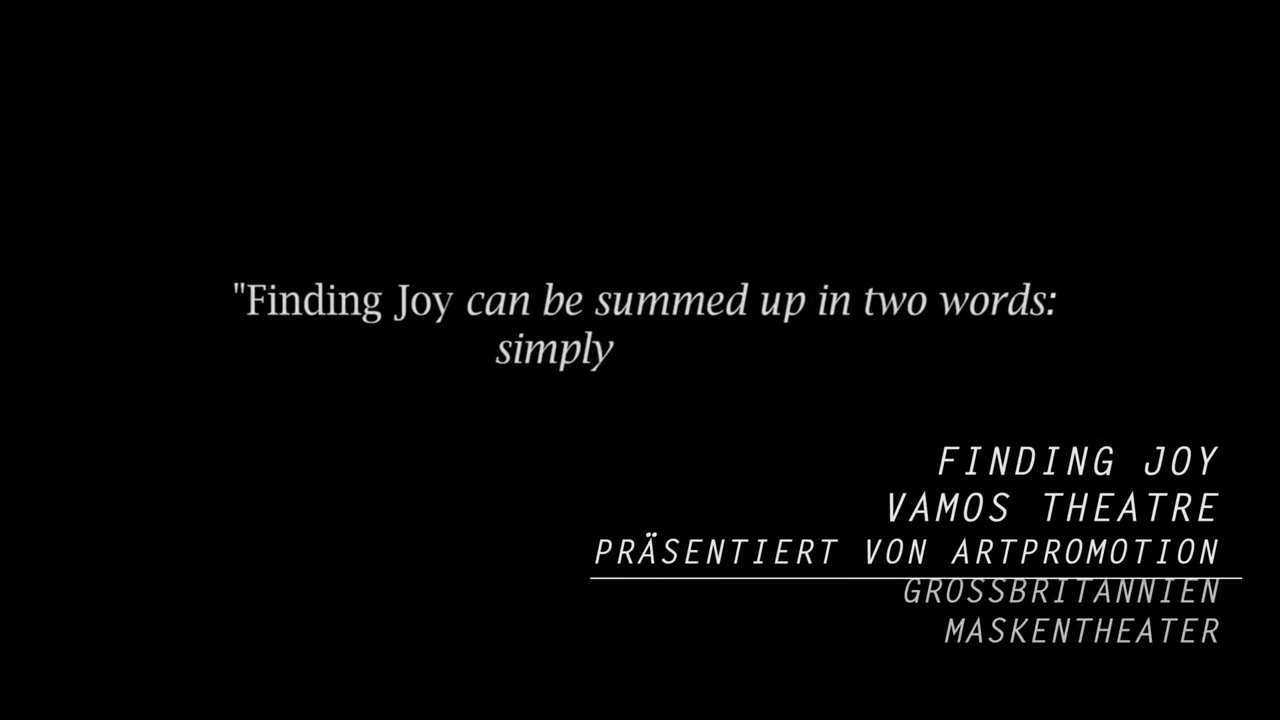 "Finding Joy can be summed up in two words:
simply
FINDING JOY
VAMOS THEATRE
PRÄSENTIERT VON ARTPROMOTION
GROSSBRITANNIEN
MASKENTHEATER